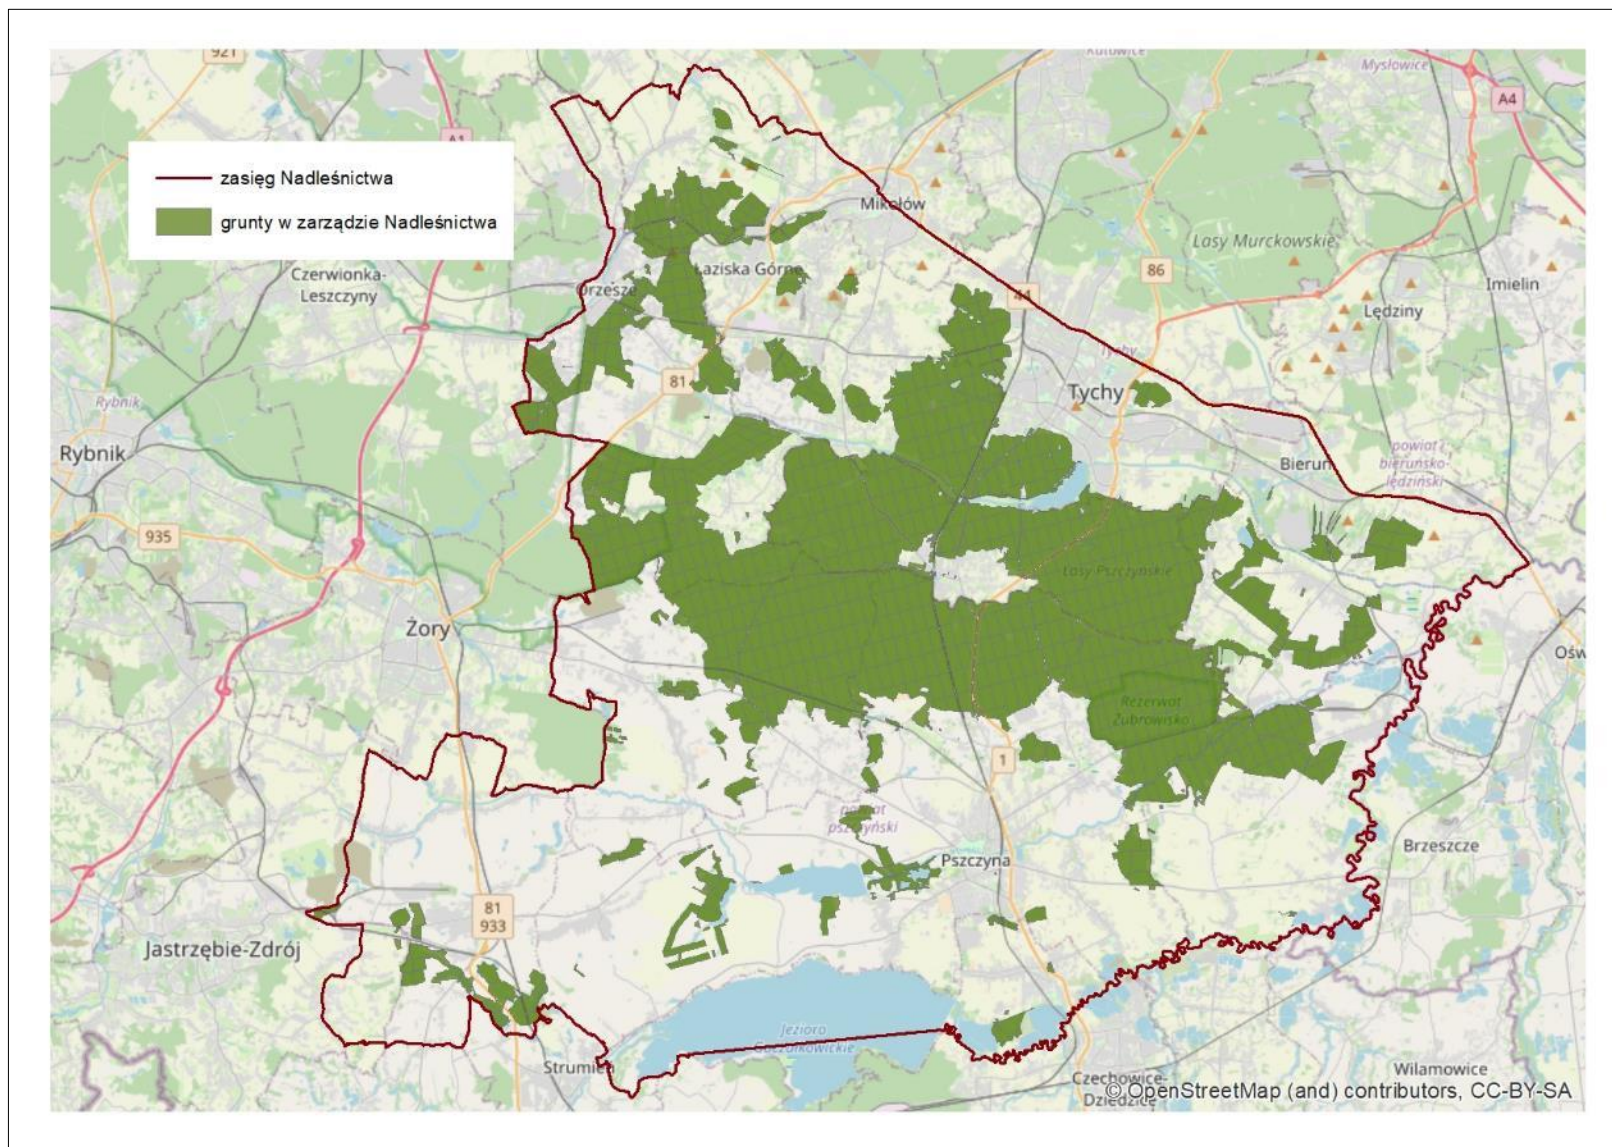 921
Katowice
Mysłowice
A4
A1
zasięg Nadleśnictwa
grunty w zarządzie Nadleśnictwa
Mikołów
Lasy Murckowskie
Czerwionka-
Leszczyny
Orzesze
Łaziska Górne
86
Imielin
44
Lędziny
Tychy
81
Tychy
Rybnik
Rybnik
powiat
bieruńsko-
lędziński
Bieruń
935
Lasy Pszczyńskie
Żory
Rezerwat
Żubrowisko
1
powiat
pszczyński
Pszczyna
Brzeszcze
81
933
Jastrzębie-Zdrój
Jezioro
Goczałkowickie
Strumień
Czechowice-
Dziedzice
Wilamowice
© OpenStreetMap (and) contributors, CC-BY-SA